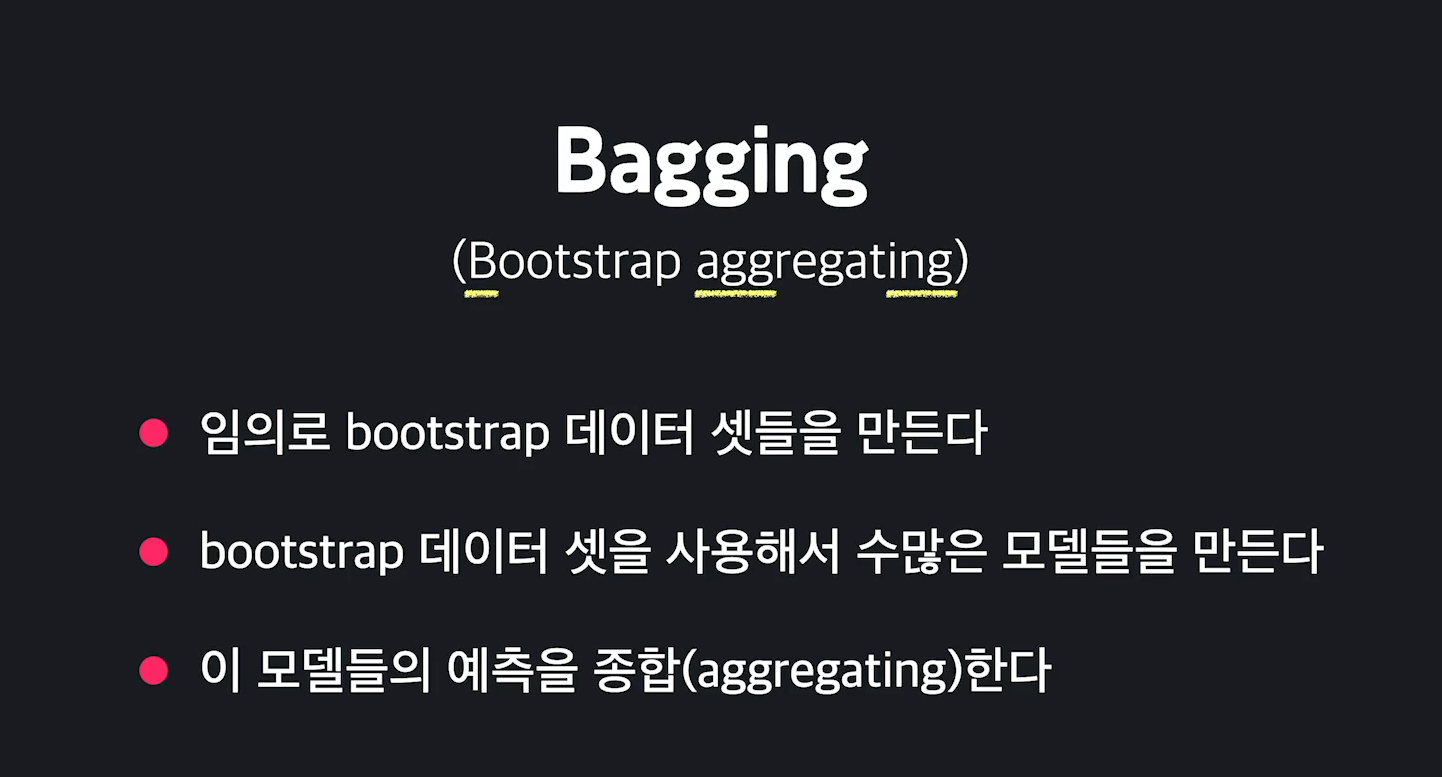 Bagging
(Bootstrap aggregating)
임의로 bootstrap 데이터 셋들을 만든다
bootstrap 데이터 셋을 사용해서 수많은 모델들을 만든다
이 모델들의 예측을 종합(aggregating)한다